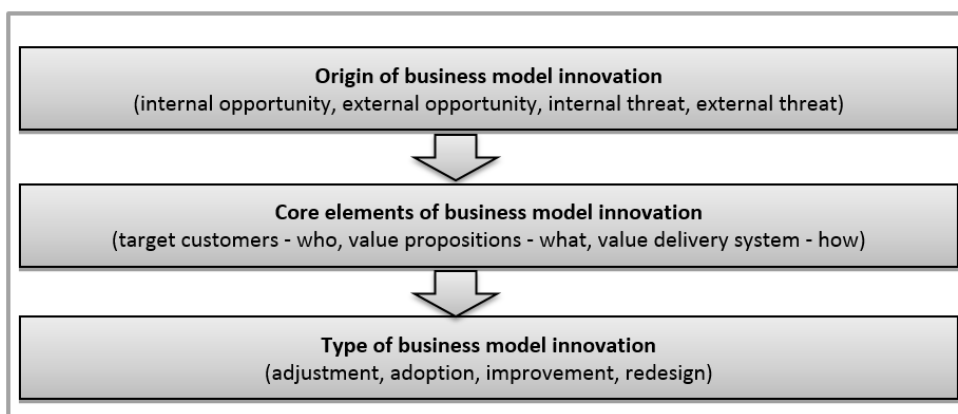 Origin of business model innovation
(internal opportunity, external opportunity, internal threat, external threat)
Core elements of business model innovation
(target customers - who, value propositions - what, value delivery system - how)
Type of business model innovation
(adjustment, adoption, improvement, redesign)